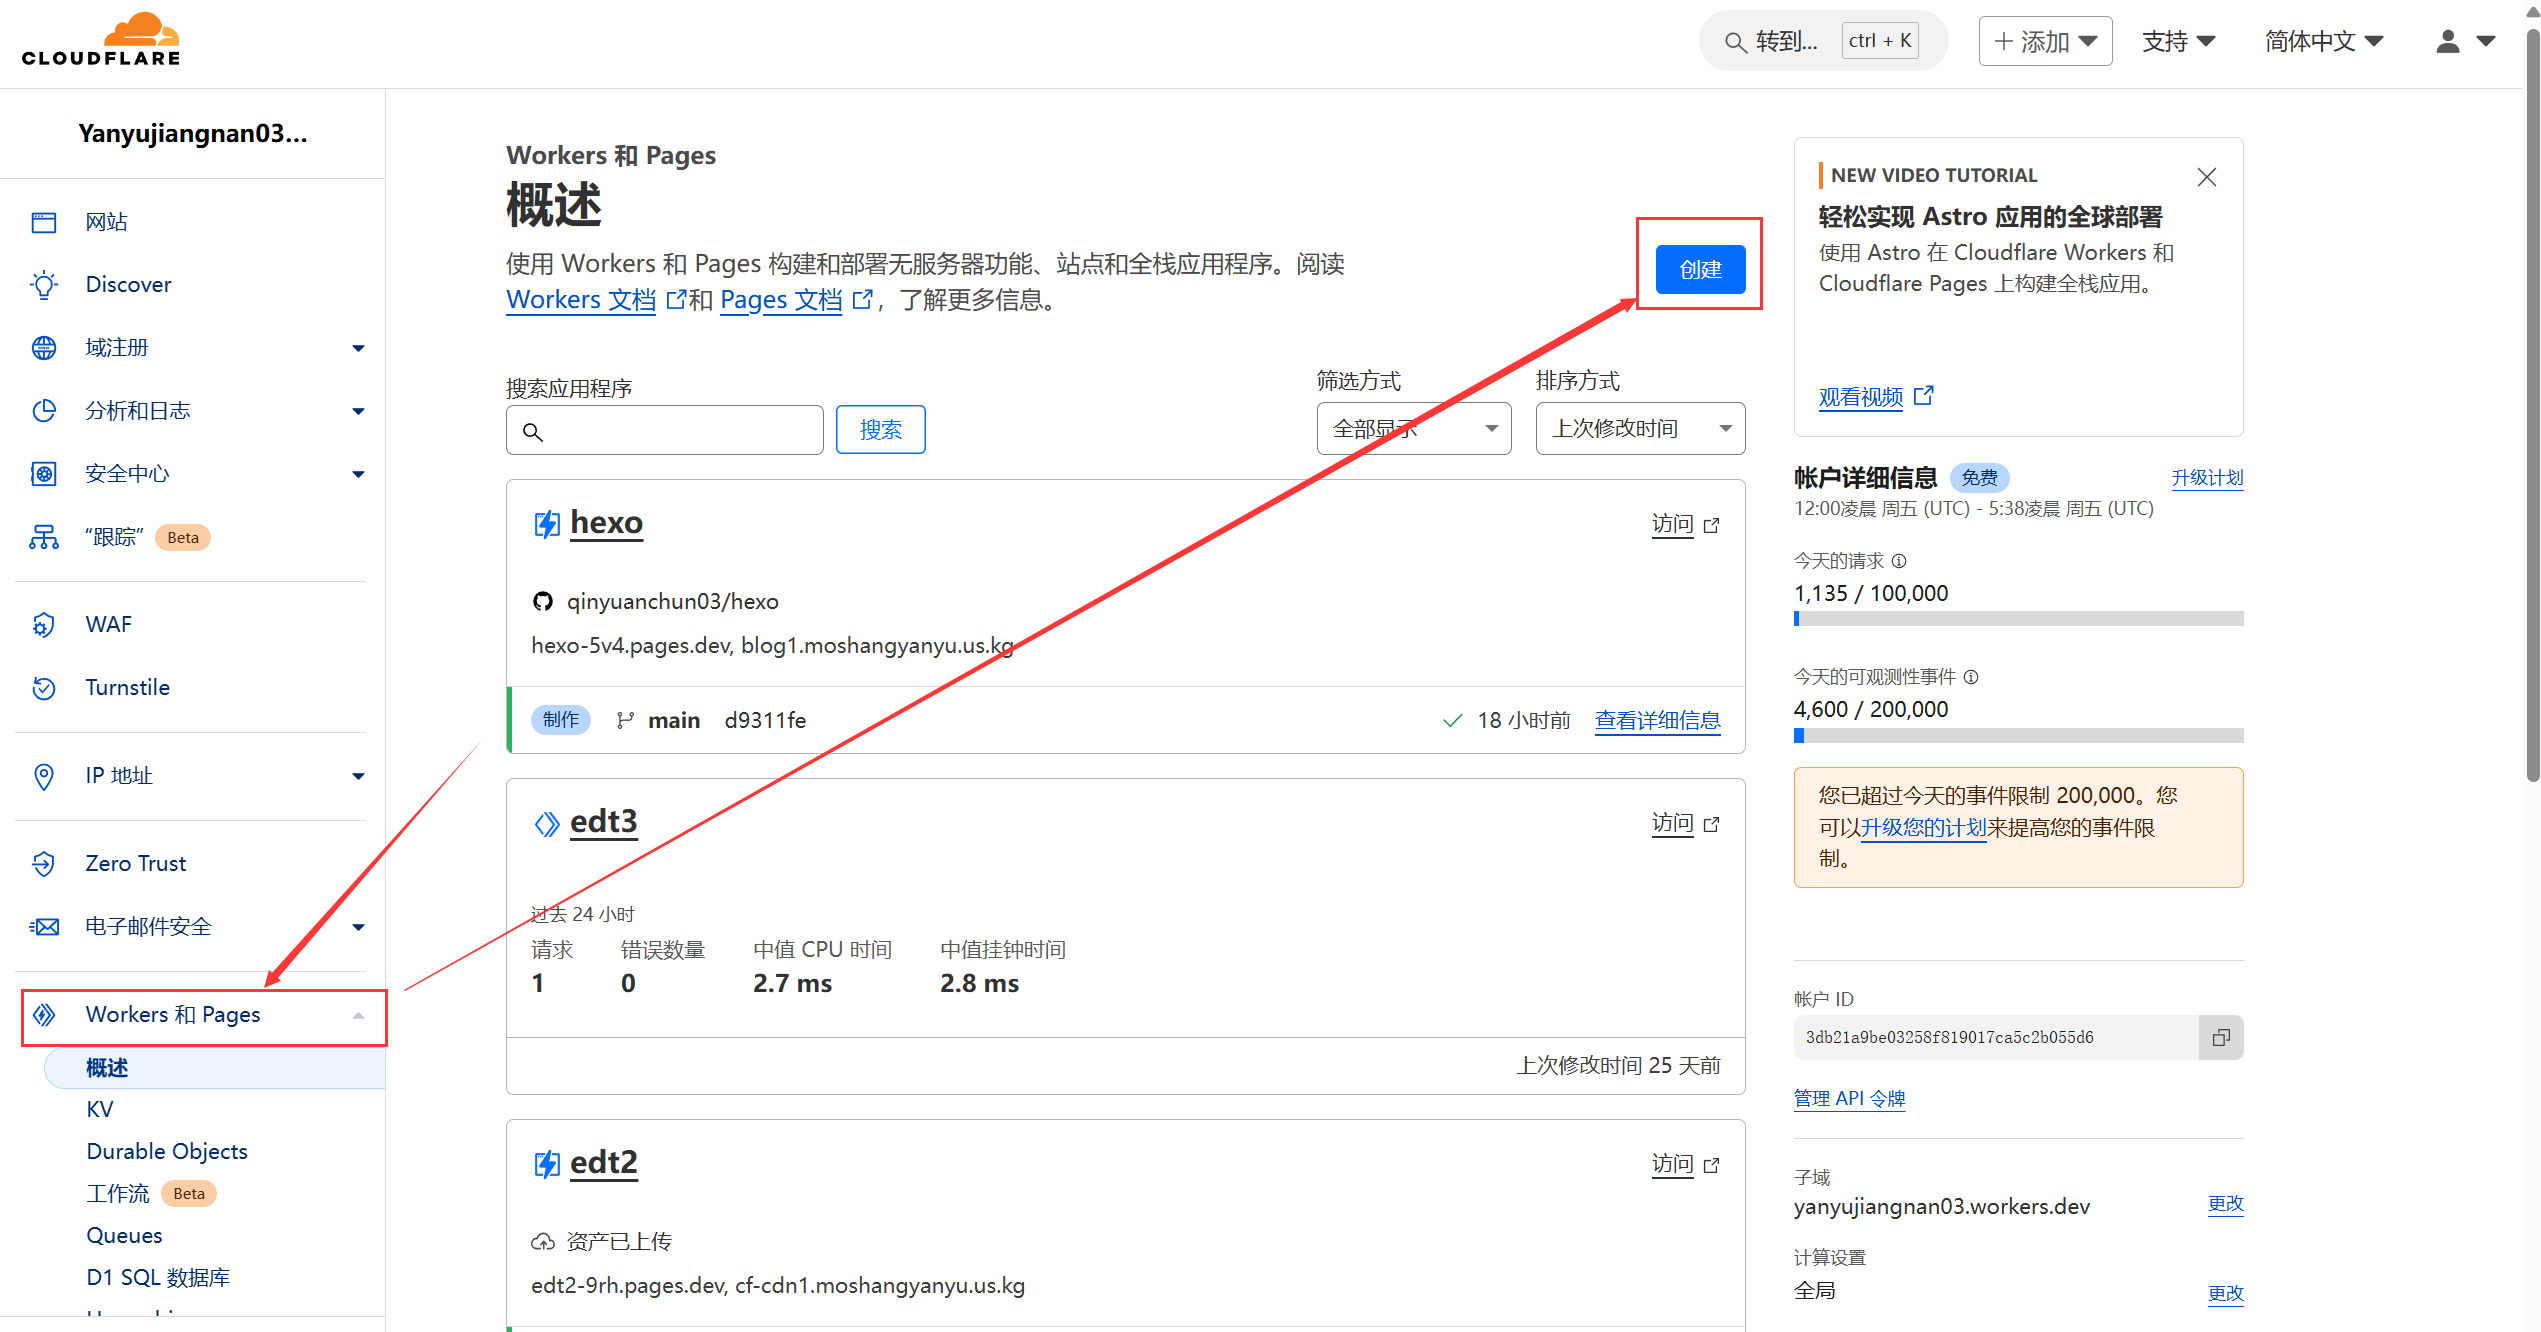 CLOUDFLARE
转到...
ctrl + K
添加
支持
简体中文
Yanyujiangnan03...
网站
Discover
域注册
分析和日志
安全中心
“跟踪” Beta
WAF
Turnstile
IP 地址
Zero Trust
电子邮件安全
Workers 和 Pages
概述
KV
Durable Objects
工作流 Beta
Queues
D1 SQL 数据库
Workers 和 Pages
概述
使用 Workers 和 Pages 构建和部署无服务器功能、站点和全栈应用程序。阅读
Workers 文档 和 Pages 文档，了解更多信息。
创建
搜索应用程序
搜索
筛选方式
全部显示
排序方式
上次修改时间
hexo
访问
qinyuanchun03/hexo
hexo-5v4.pages.dev, blog1.moshangyanyu.us.kg
制作 main d9311fe
18 小时前 查看详细信息
edt3
访问
过去 24 小时
请求 错误数量 中值 CPU 时间 中值挂钟时间
1 0 2.7 ms 2.8 ms
上次修改时间 25 天前
edt2
访问
资产已上传
edt2-9rh.pages.dev, cf-cdn1.moshangyanyu.us.kg
NEW VIDEO TUTORIAL
轻松实现 Astro 应用的全球部署
使用 Astro 在 Cloudflare Workers 和
Cloudflare Pages 上构建全栈应用。
观看视频
帐户详细信息 免费 升级计划
12:00凌晨 周五 (UTC) - 5:38凌晨 周五 (UTC)
今天的请求
1,135 / 100,000
今天的可观测性事件
4,600 / 200,000
您已超过今天的事件限制 200,000。您
可以升级您的计划来提高您的事件限
制。
帐户 ID
3db21a9be03258f819017ca5c2b055d6
管理 API 令牌
子域
yanyujiangnan03.workers.dev 更改
计算设置
全局 更改